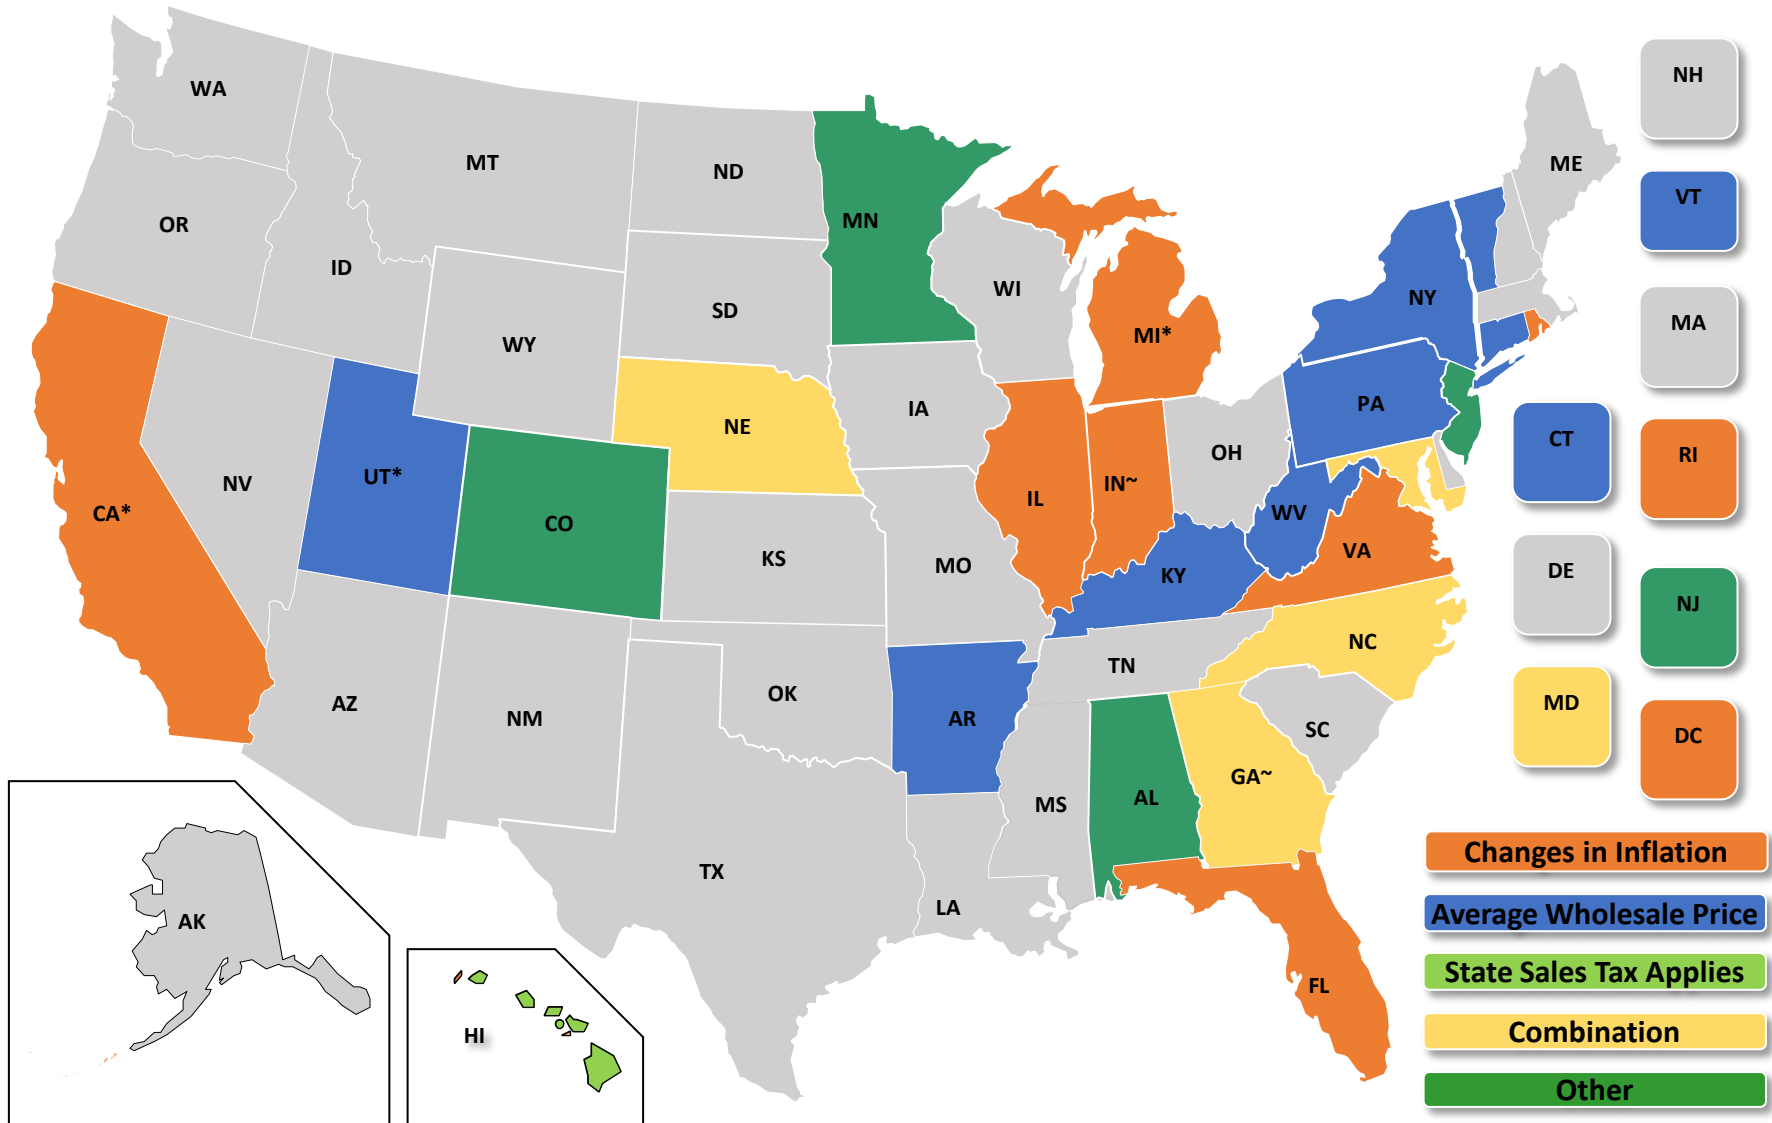 WA
MT
ND
MN
OR
ID
SD
WI
WY
MI*
NY
ME
NH
VT
MA
CT
RI
DE
NJ
MD
DC
NV
UT*
CO
NE
IA
IL
IN~
OH
PA
CA*
KS
MO
KY
WV
VA
AZ
NM
OK
AR
TN
NC
SC
TX
LA
MS
AL
GA~
FL
AK
HI
Changes in Inflation
Average Wholesale Price
State Sales Tax Applies
Combination
Other